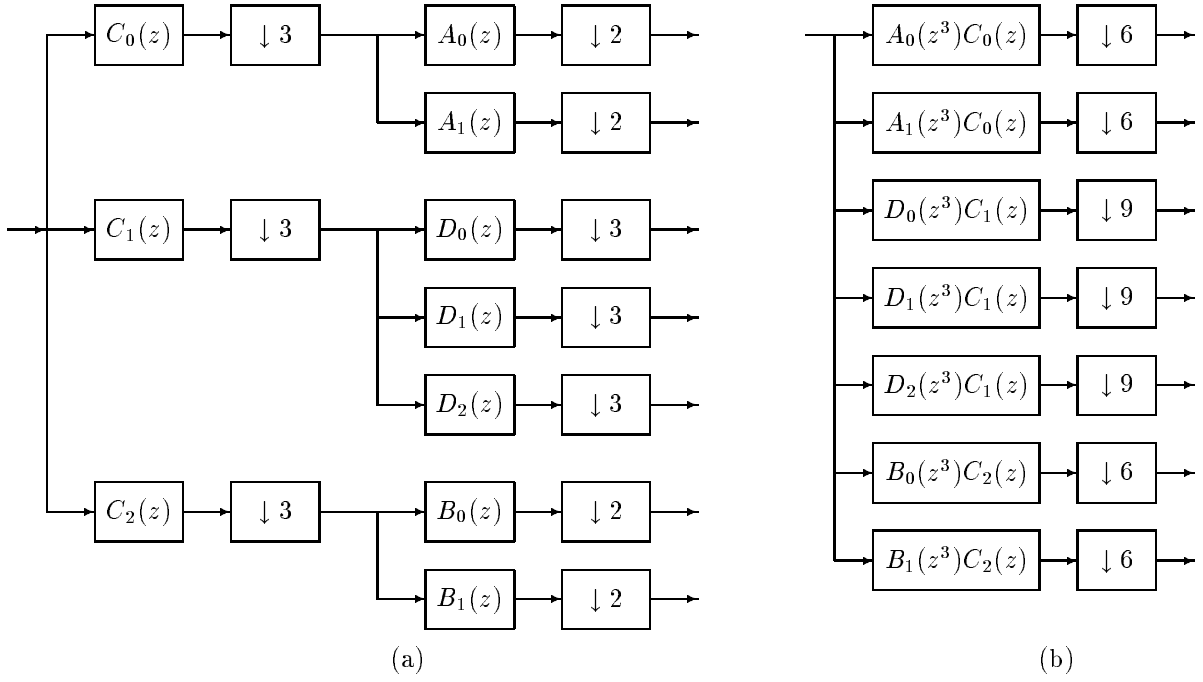 C₀(z) ↓ 3 A₀(z) ↓ 2
A₁(z) ↓ 2
C₁(z) ↓ 3 D₀(z) ↓ 3
D₁(z) ↓ 3
D₂(z) ↓ 3
C₂(z) ↓ 3 B₀(z) ↓ 2
B₁(z) ↓ 2
(a)
A₀(z³)C₀(z) ↓ 6
A₁(z³)C₀(z) ↓ 6
D₀(z³)C₁(z) ↓ 9
D₁(z³)C₁(z) ↓ 9
D₂(z³)C₁(z) ↓ 9
B₀(z³)C₂(z) ↓ 6
B₁(z³)C₂(z) ↓ 6
(b)